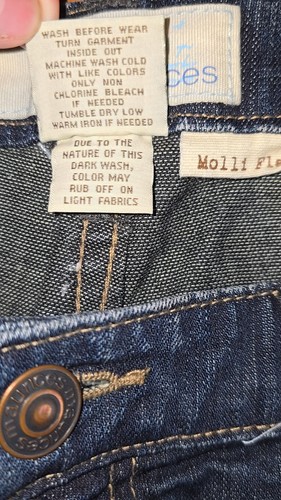 WASH BEFORE WEAR
TURN GARMENT
INSIDE OUT
MACHINE WASH COLD
WITH LIKE COLORS
ONLY NON
CHLORINE BLEACH
IF NEEDED
TUMBLE DRY LOW
WARM IRON IF NEEDED
DUE TO THE
NATURE OF THIS
DARK WASH,
COLOR MAY
RUB OFF ON
LIGHT FABRICS
ces
Molli Fla